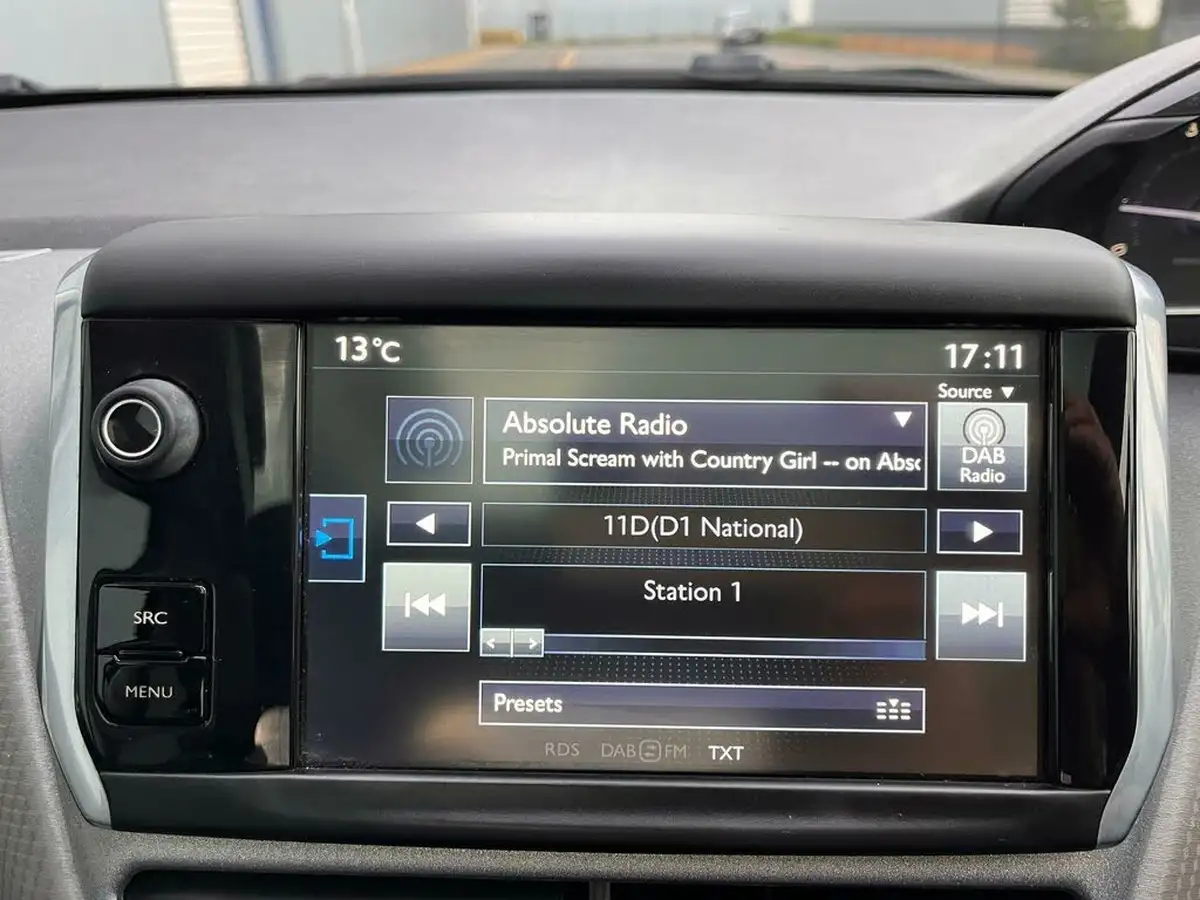 13°C
17:11
Source ▼
Absolute Radio
Primal Scream with Country Girl -- on Abso
DAB
Radio
11D(D1 National)
SRC
Station 1
MENU
Presets
RDS DAB FM TXT